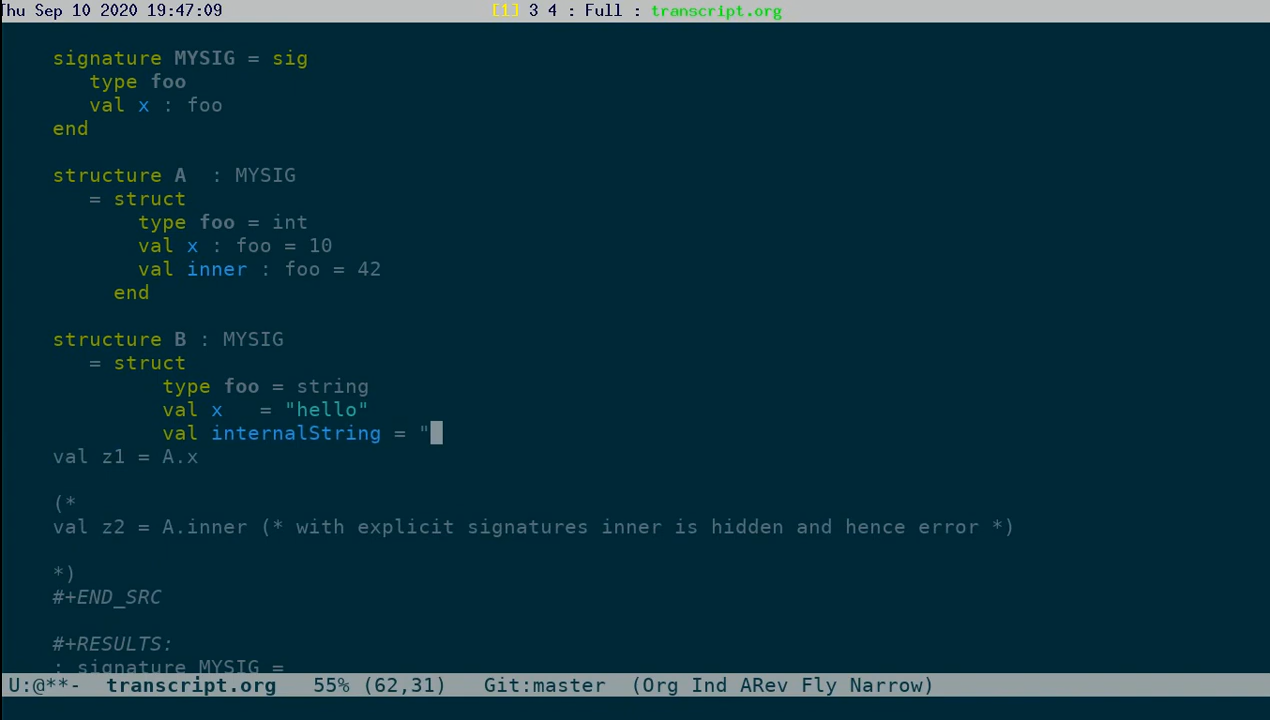 Thu Sep 10 2020 19:47:09 [1] 3 4 : Full : transcript.org
signature MYSIG = sig
type foo
val x : foo
end
structure A  : MYSIG
= struct
type foo = int
val x : foo = 10
val inner : foo = 42
end
structure B : MYSIG
= struct
type foo = string
val x   = "hello"
val internalString = "
val z1 = A.x
(*
val z2 = A.inner (* with explicit signatures inner is hidden and hence error *)
*)
#+END_SRC
#+RESULTS:
: signature MYSIG =
U:@**-  transcript.org   55% (62,31)   Git:master  (Org Ind ARev Fly Narrow)